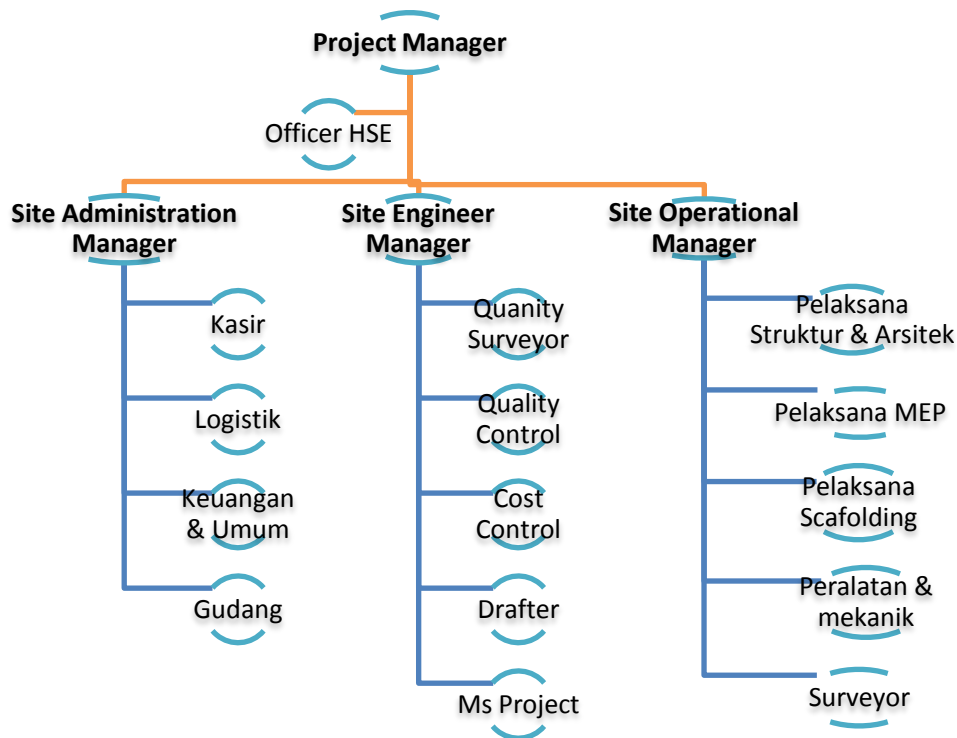 Project Manager
Officer HSE
Site Administration
Manager
Kasir
Logistik
Keuangan
& Umum
Gudang
Site Engineer
Manager
Quanity
Surveyor
Quality
Control
Cost
Control
Drafter
Ms Project
Site Operational
Manager
Pelaksana
Struktur & Arsitek
Pelaksana MEP
Pelaksana
Scafolding
Peralatan &
mekanik
Surveyor